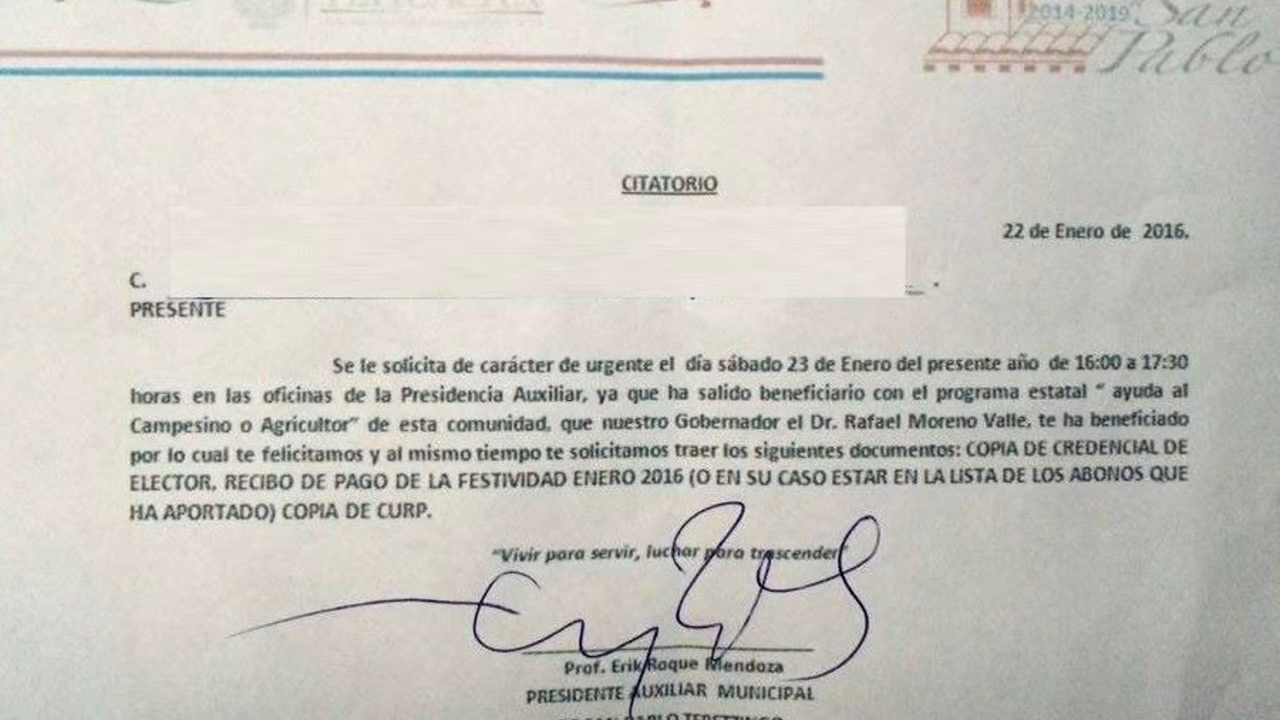 2014-2019 San
Pablo
CITATORIO
22 de Enero de 2016.
C.
PRESENTE
Se le solicita de carácter de urgente el día sábado 23 de Enero del presente año de 16:00 a 17:30
horas en las oficinas de la Presidencia Auxiliar, ya que ha salido beneficiario con el programa estatal " ayuda al
Campesino o Agricultor" de esta comunidad, que nuestro Gobernador el Dr. Rafael Moreno Valle, te ha beneficiado
por lo cual te felicitamos y al mismo tiempo te solicitamos traer los siguientes documentos: COPIA DE CREDENCIAL DE
ELECTOR, RECIBO DE PAGO DE LA FESTIVIDAD ENERO 2016 (O EN SU CASO ESTAR EN LA LISTA DE LOS ABONOS QUE
HA APORTADO) COPIA DE CURP.
"Vivir para servir, luchar para trascender"
Prof. Erik Roque Mendoza
PRESIDENTE AUXILIAR MUNICIPAL